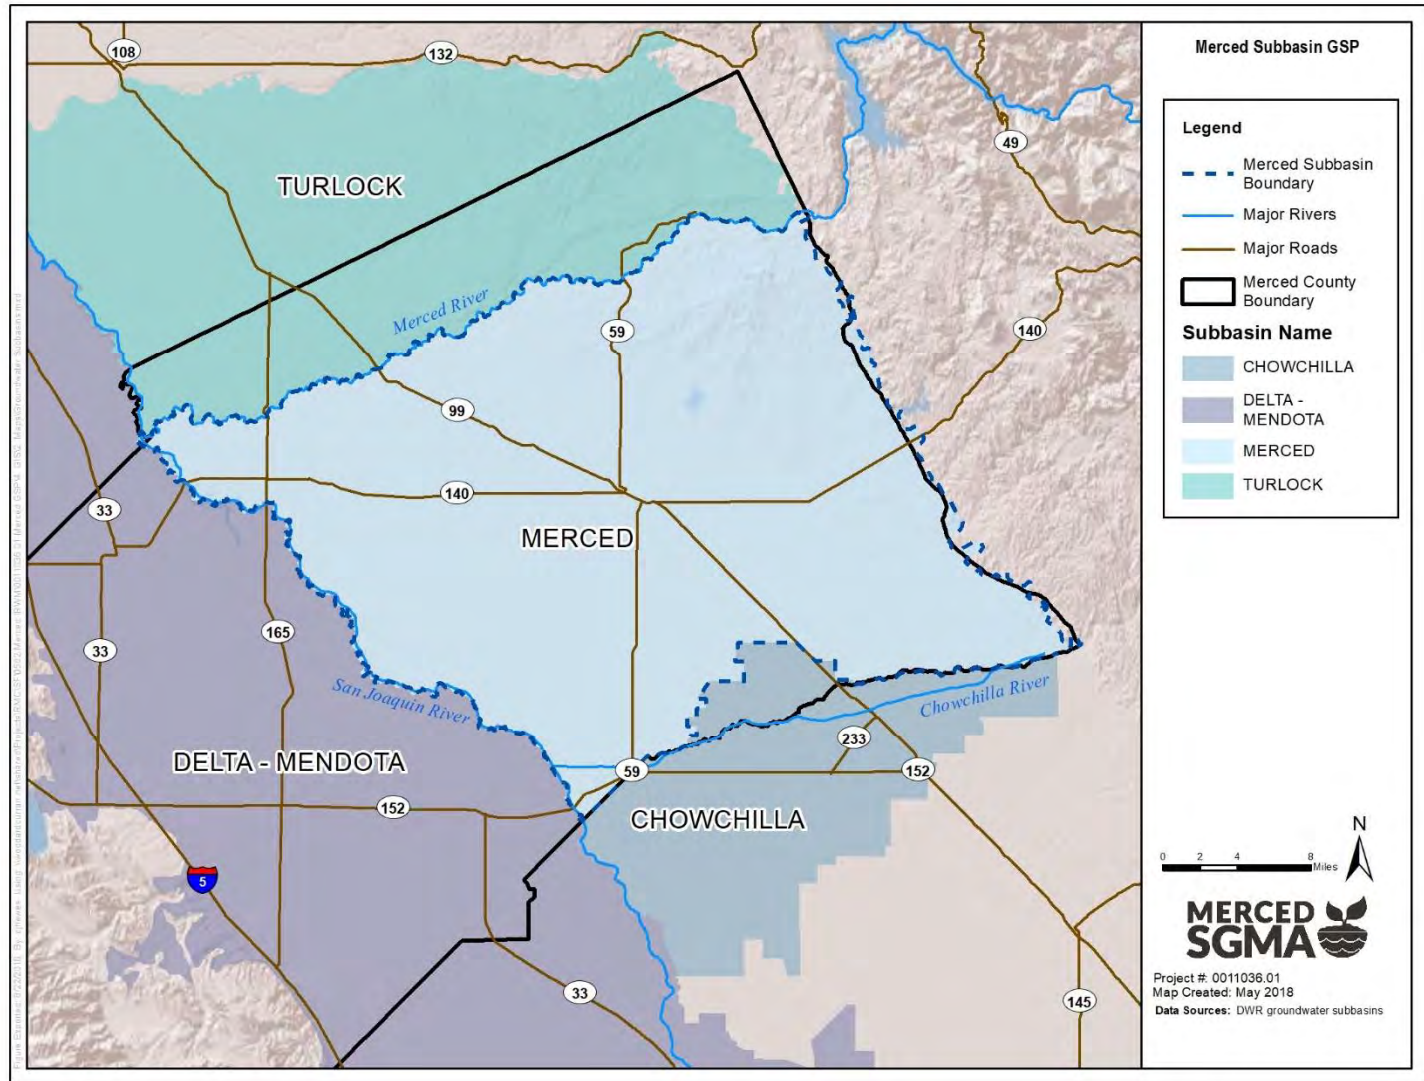 108
132
49
TURLOCK
Merced River
59
140
99
140
33
MERCED
165
33
San Joaquin River
Chowchilla River
233
DELTA - MENDOTA
59
152
152
CHOWCHILLA
5
33
145
Merced Subbasin GSP
Legend
Merced Subbasin
Boundary
Major Rivers
Major Roads
Merced County
Boundary
Subbasin Name
CHOWCHILLA
DELTA -
MENDOTA
MERCED
TURLOCK
N
0 2 4 8
Miles
MERCED
SGMA
Project #: 0011036.01
Map Created: May 2018
Data Sources: DWR groundwater subbasins